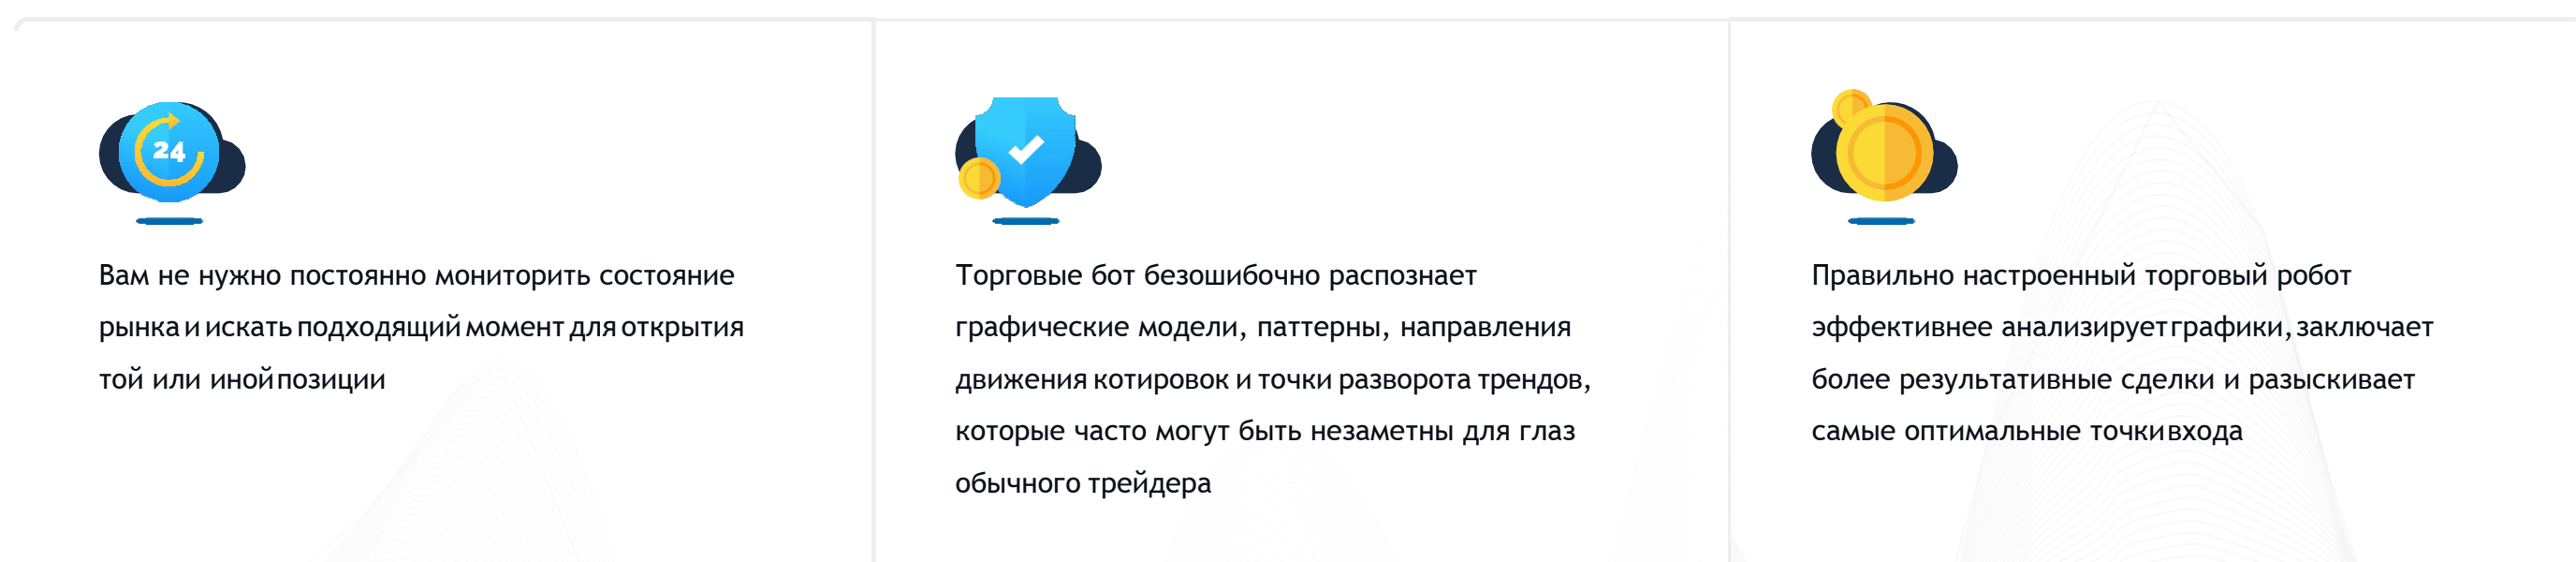 24
Вам не нужно постоянно мониторить состояние
рынка и искать подходящий момент для открытия
той или иной позиции
Торговые бот безошибочно распознает
графические модели, паттерны, направления
движения котировок и точки разворота трендов,
которые часто могут быть незаметны для глаз
обычного трейдера
Правильно настроенный торговый робот
эффективнее анализирует графики, заключает
более результативные сделки и разыскивает
самые оптимальные точки входа